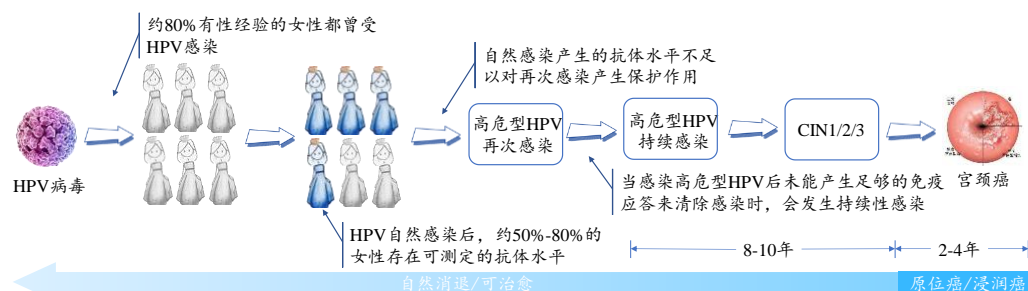 约80%有性经验的女性都曾受
HPV感染
自然感染产生的抗体水平不足
以对再次感染产生保护作用
HPV病毒
高危型HPV
再次感染
高危型HPV
持续感染
CIN1/2/3
宫颈癌
当感染高危型HPV后未能产生足够的免疫
应答来清除感染时，会发生持续性感染
HPV自然感染后，约50%-80%的
女性存在可测定的抗体水平
8-10年
2-4年
自然消退/可治愈
原位癌/浸润癌